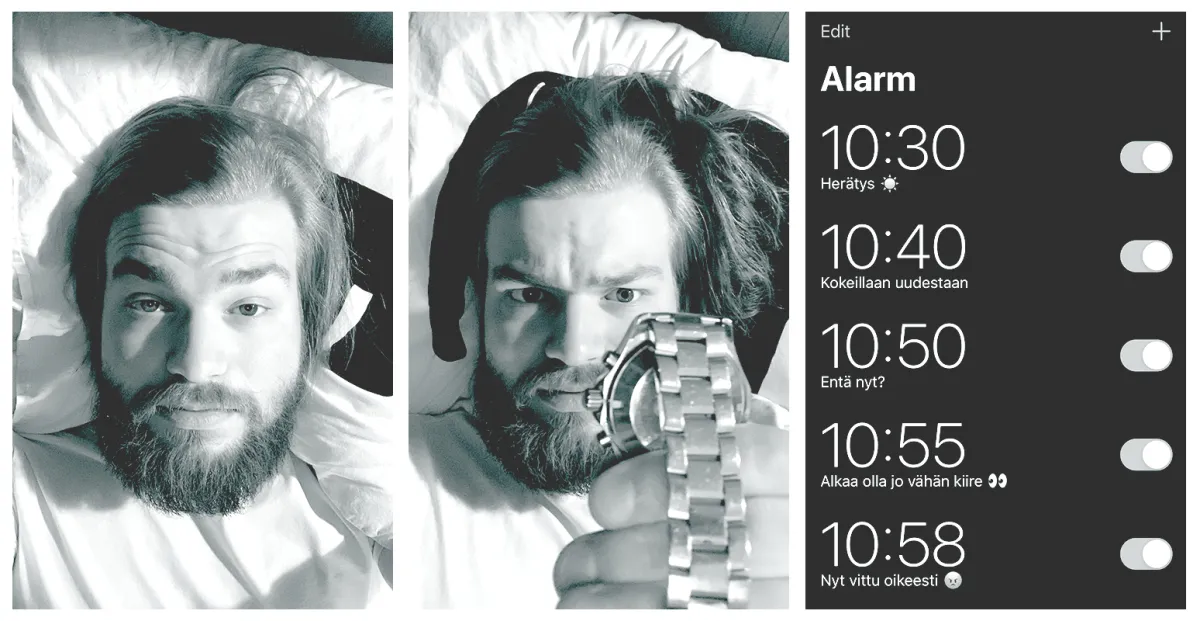 Edit
+
Alarm
10:30
Herätys ☀
10:40
Kokeillaan uudestaan
10:50
Entä nyt?
10:55
Alkaa olla jo vähän kiire 👀
10:58
Nyt vittu oikeesti 😠